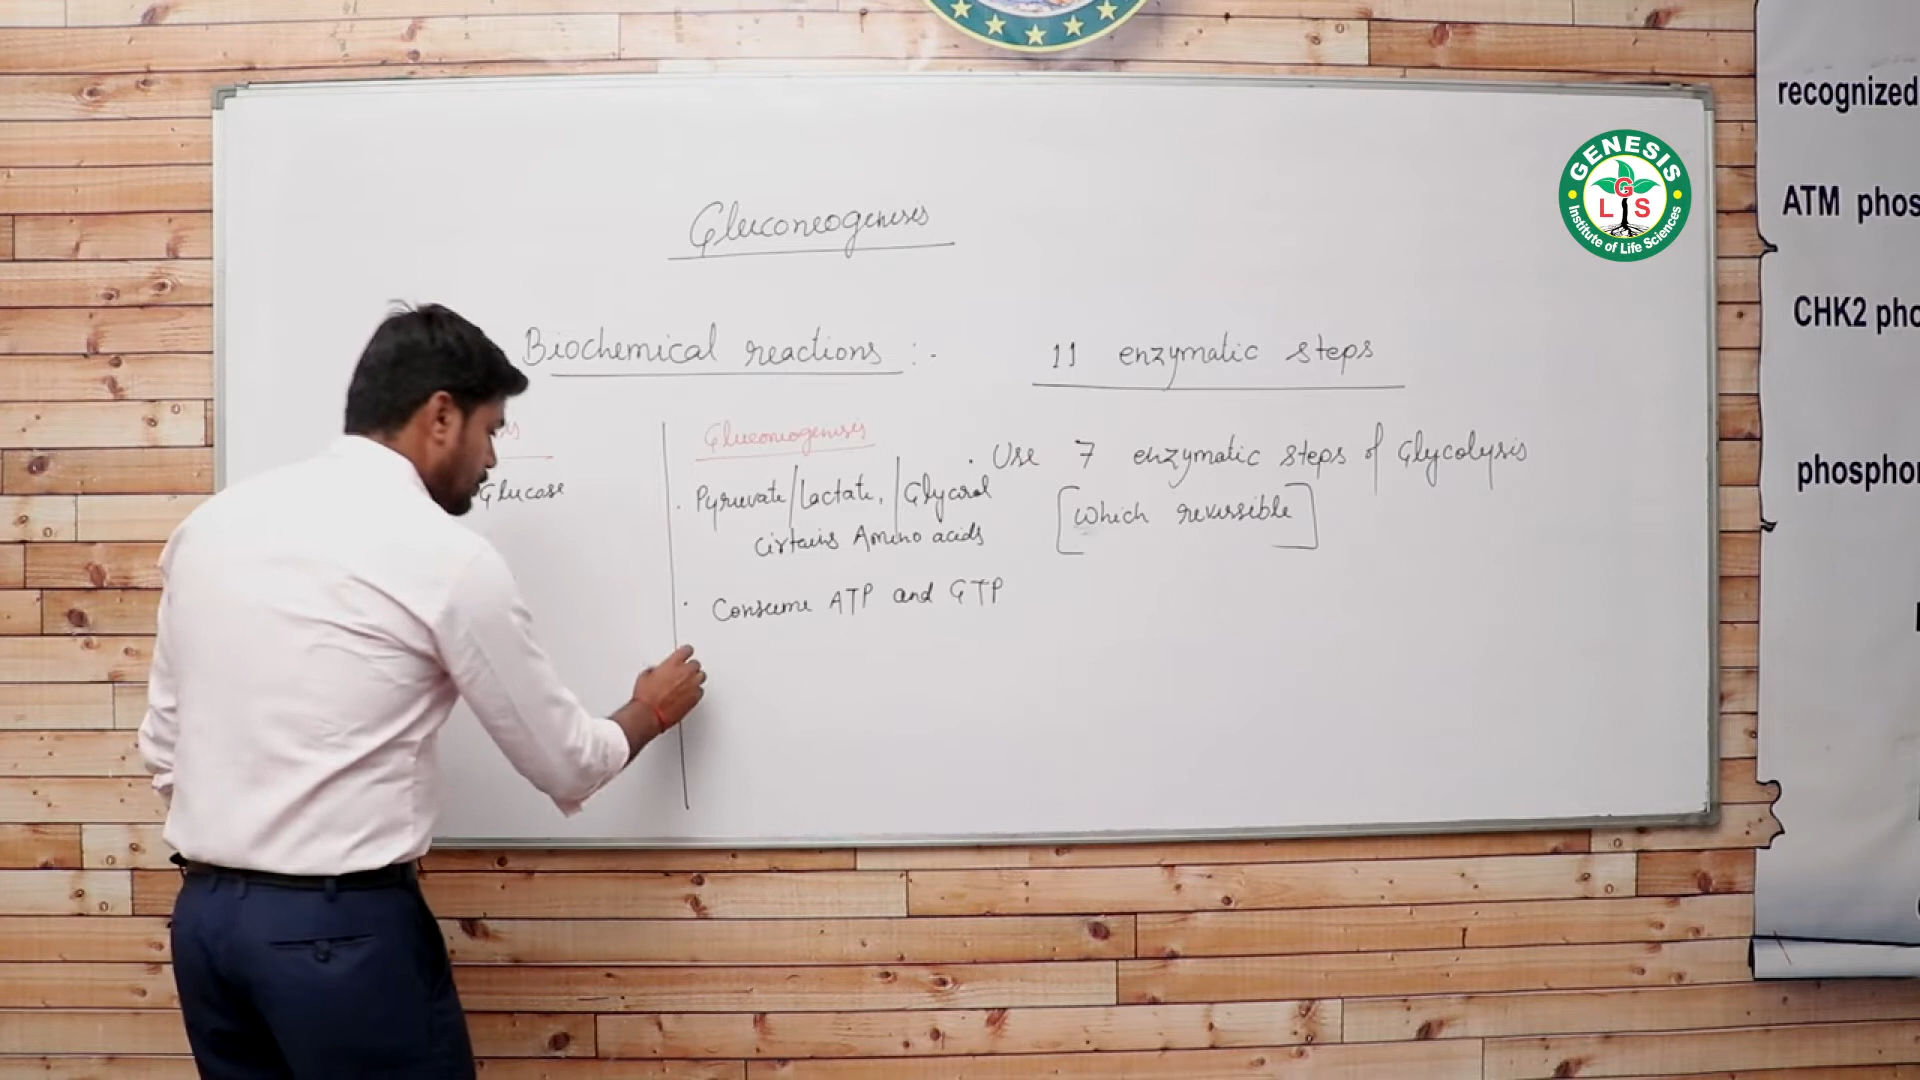 GENESIS
G
L S
Institute of Life Sciences
recognized
ATM phos
CHK2 pho
phosphor
Gluconeogenesis
Biochemical reactions :-
11 enzymatic steps
Glucose
Gluconeogenesis
. Pyruvate/Lactate, /Glycerol
Certains Amino acids
. Consume ATP and GTP
. Use 7 enzymatic steps of Glycolysis
[which reversible]